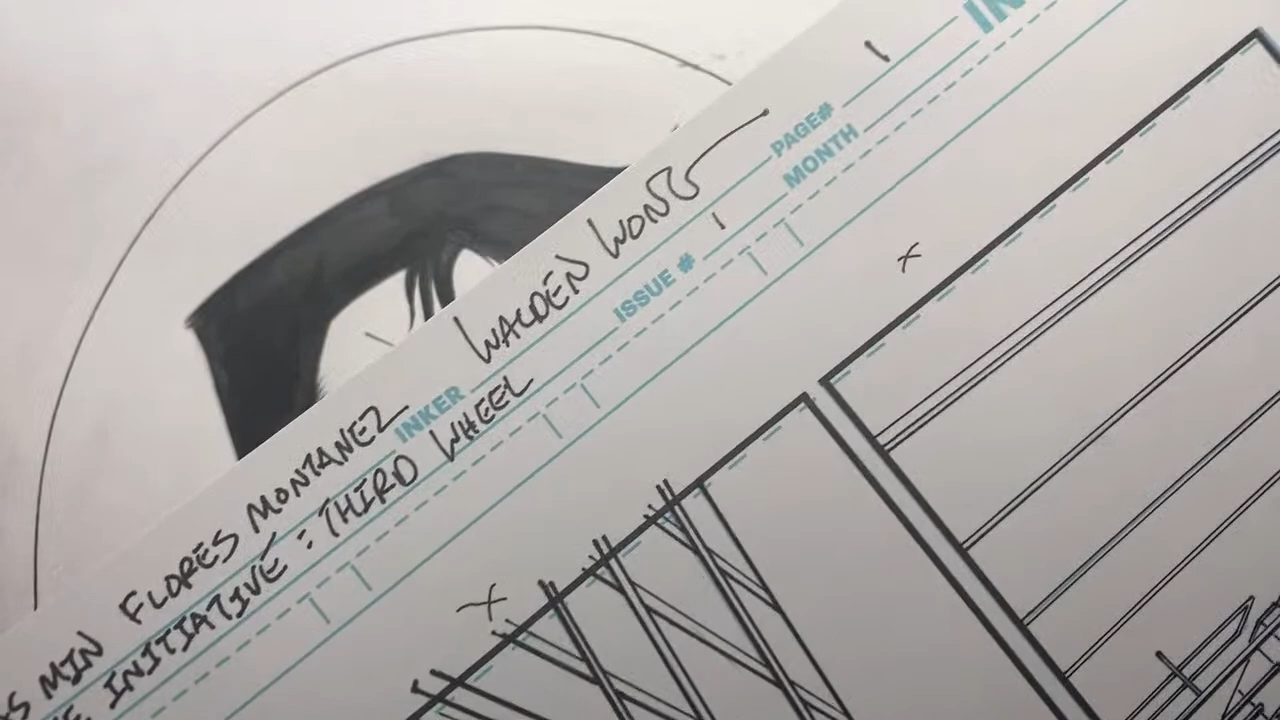 IN
PAGE# 1
MIN FLORES MONTANEZ INKER WALDEN WONG MONTH
INITIATIVE: THIRD WHEEL ISSUE # 1